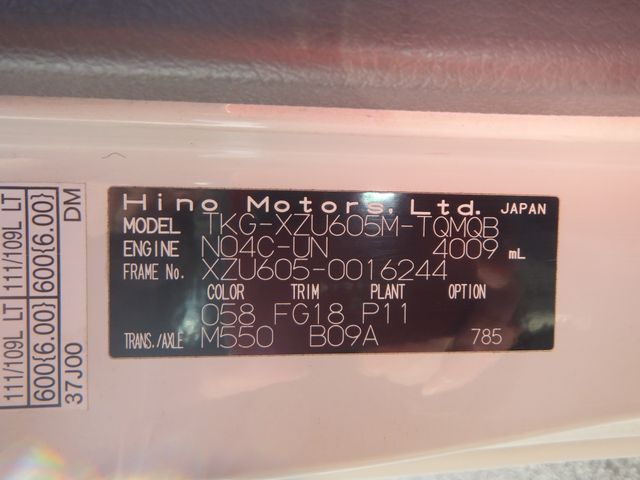 Hino Motors, Ltd. JAPAN
MODEL TKG-XZU605M-TQMQB
ENGINE N04C-UN 4009 mL
FRAME No. XZU605-0016244
COLOR TRIM PLANT OPTION
058 FG18 P11
TRANS./AXLE M550 B09A 785
111/109L LT 111/109L LT
600{6.00} 600{6.00}
37J00 DM